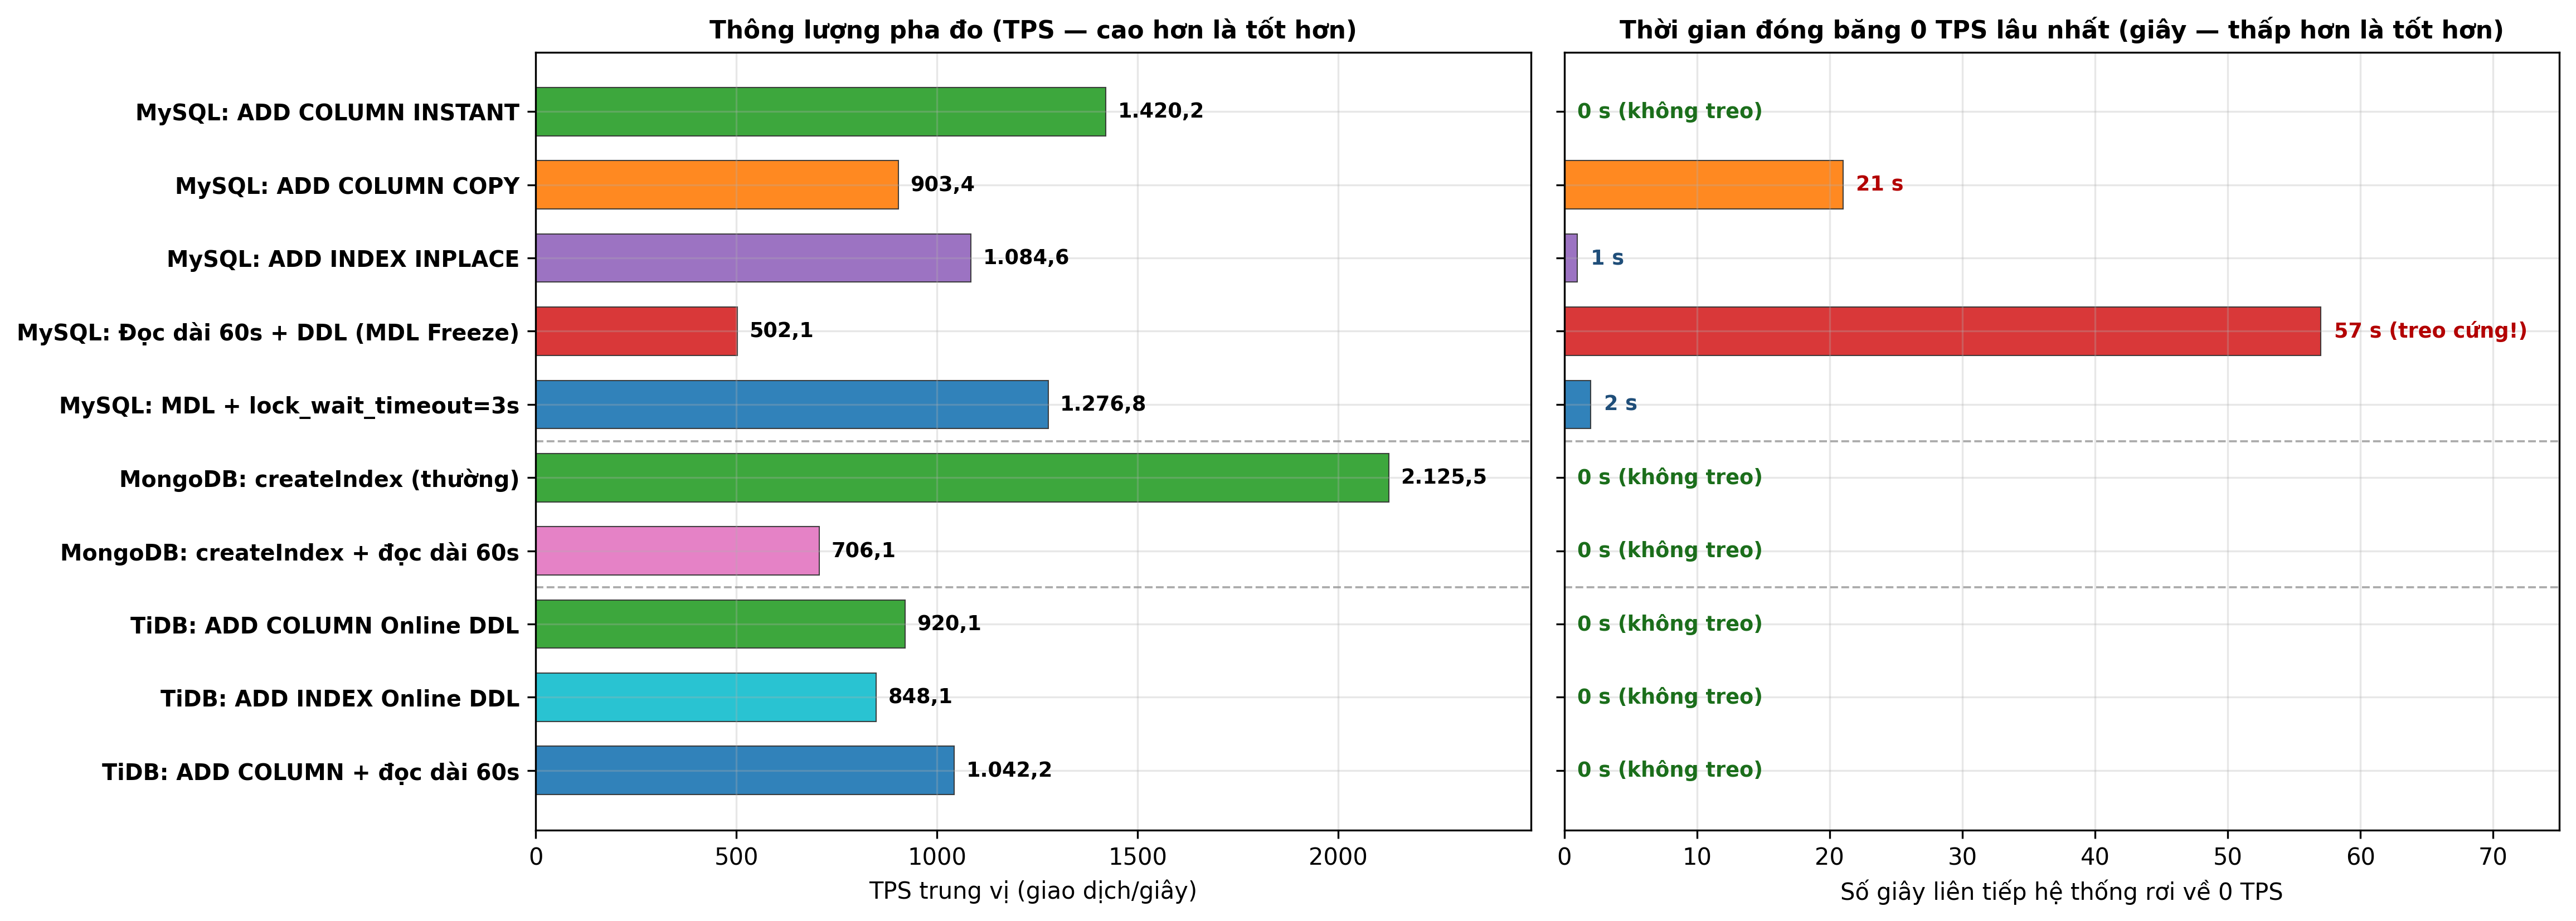 Thông lượng pha đo (TPS — cao hơn là tốt hơn)
MySQL: ADD COLUMN INSTANT
1.420,2
MySQL: ADD COLUMN COPY
903,4
MySQL: ADD INDEX INPLACE
1.084,6
MySQL: Đọc dài 60s + DDL (MDL Freeze)
502,1
MySQL: MDL + lock_wait_timeout=3s
1.276,8
MongoDB: createIndex (thường)
2.125,5
MongoDB: createIndex + đọc dài 60s
706,1
TiDB: ADD COLUMN Online DDL
920,1
TiDB: ADD INDEX Online DDL
848,1
TiDB: ADD COLUMN + đọc dài 60s
1.042,2
0 500 1000 1500 2000
TPS trung vị (giao dịch/giây)
Thời gian đóng băng 0 TPS lâu nhất (giây — thấp hơn là tốt hơn)
0 s (không treo)
21 s
1 s
57 s (treo cứng!)
2 s
0 s (không treo)
0 s (không treo)
0 s (không treo)
0 s (không treo)
0 s (không treo)
0 10 20 30 40 50 60 70
Số giây liên tiếp hệ thống rơi về 0 TPS